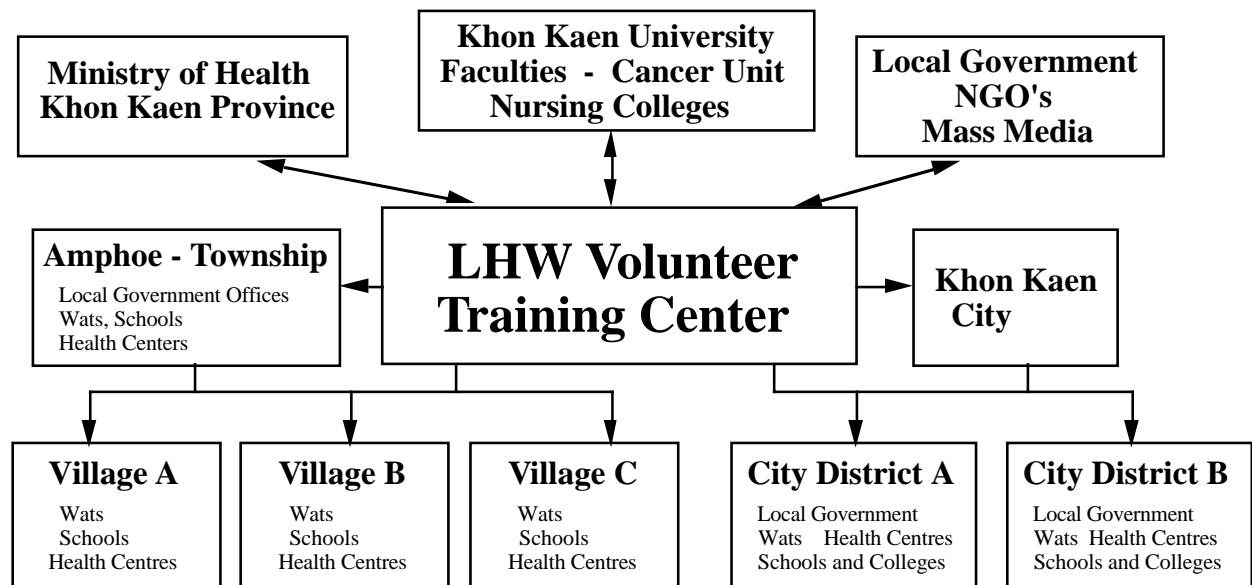 Ministry of Health
Khon Kaen Province
Khon Kaen University
Faculties - Cancer Unit
Nursing Colleges
Local Government
NGO's
Mass Media
Amphoe - Township
Local Government Offices
Wats, Schools
Health Centers
LHW Volunteer
Training Center
Khon Kaen
City
Village A
Wats
Schools
Health Centres
Village B
Wats
Schools
Health Centres
Village C
Wats
Schools
Health Centres
City District A
Local Government
Wats Health Centres
Schools and Colleges
City District B
Local Government
Wats Health Centres
Schools and Colleges